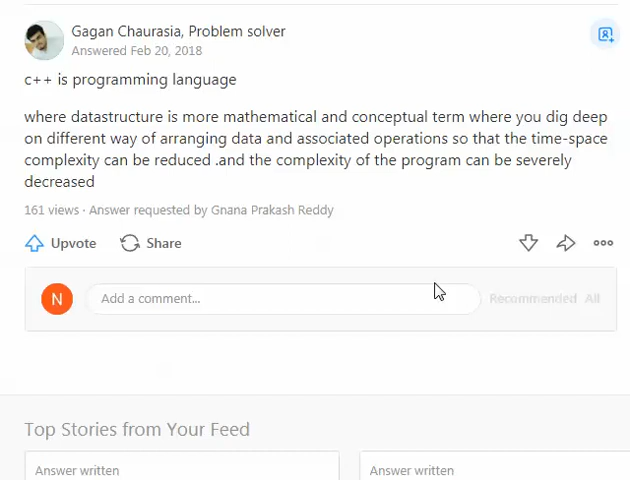 Gagan Chaurasia, Problem solver
Answered Feb 20, 2018
c++ is programming language
where datastructure is more mathematical and conceptual term where you dig deep
on different way of arranging data and associated operations so that the time-space
complexity can be reduced .and the complexity of the program can be severely
decreased
161 views · Answer requested by Gnana Prakash Reddy
Upvote Share
N Add a comment... Recommended All
Top Stories from Your Feed
Answer written Answer written